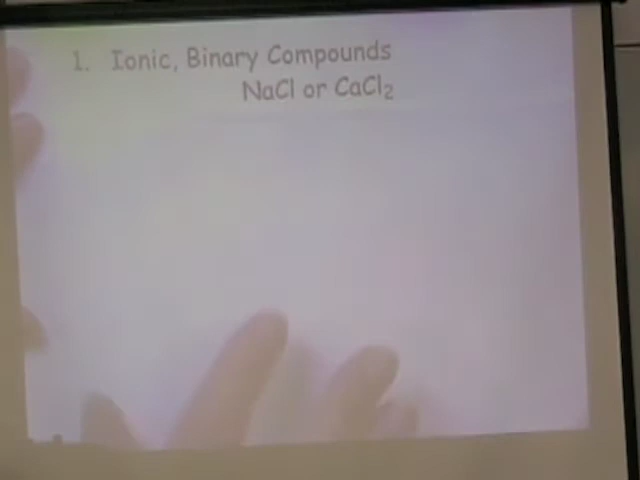 1. Ionic, Binary Compounds
NaCl or CaCl₂